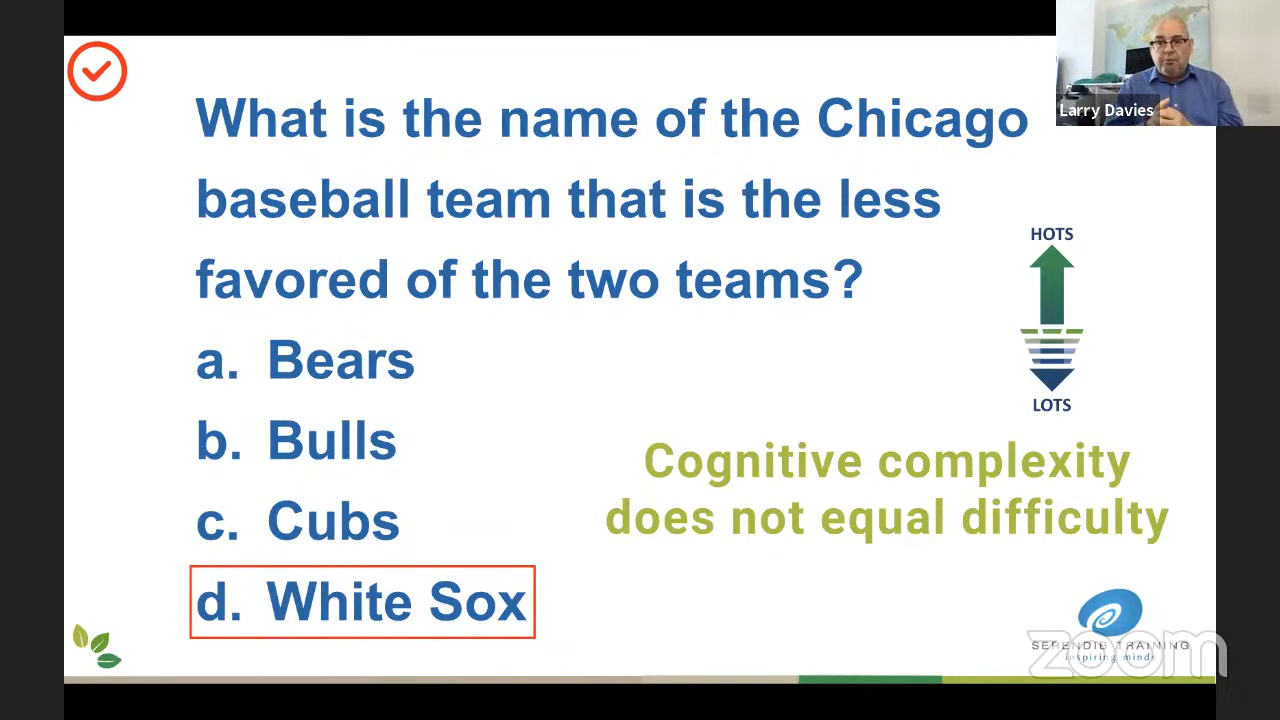 Larry Davies
What is the name of the Chicago
baseball team that is the less
favored of the two teams?
a. Bears
b. Bulls
c. Cubs
d. White Sox
HOTS
LOTS
Cognitive complexity
does not equal difficulty
SERENDIB TRAINING
inspiring minds
zoom